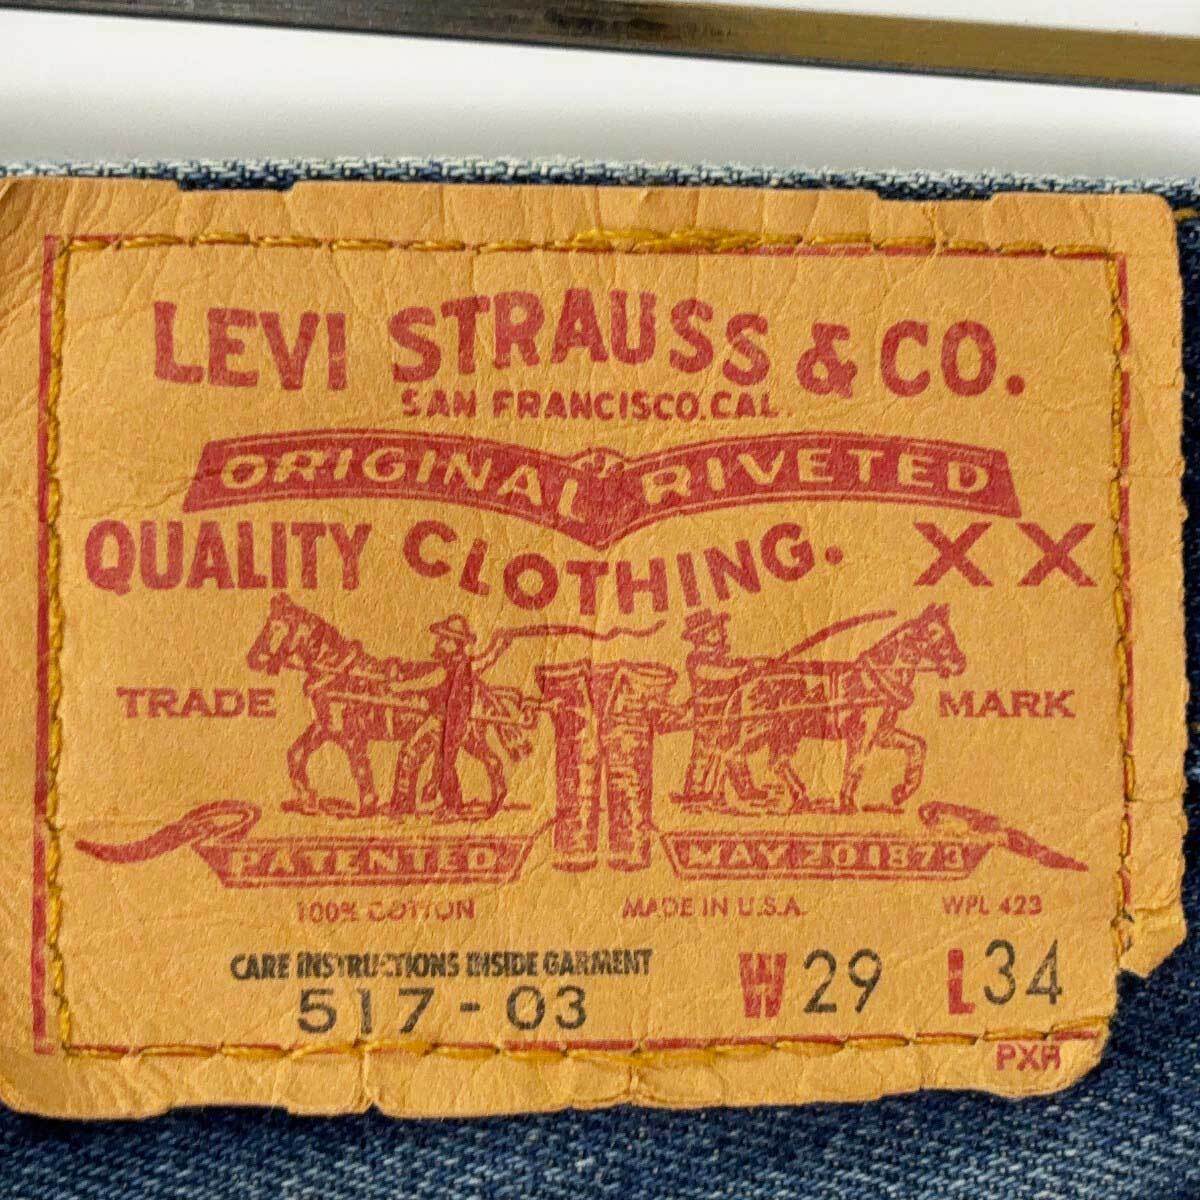 LEVI STRAUSS & CO.
SAN FRANCISCO, CAL.
ORIGINAL RIVETED
QUALITY CLOTHING. XX
TRADE MARK
PATENTED MAY 20 1873
100% COTTON MADE IN U.S.A. WPL 423
CARE INSTRUCTIONS INSIDE GARMENT
517-03 W29 L34
PXR